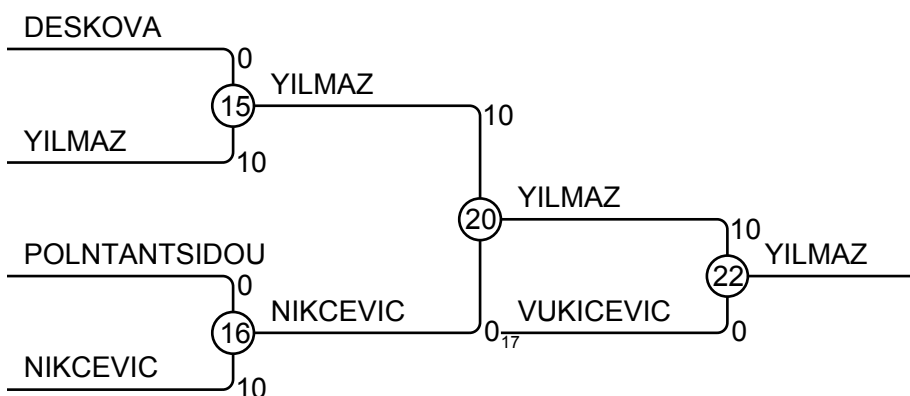 DESKOVA
0
15
YILMAZ
YILMAZ
10
10
20
YILMAZ
POLNTANTSIDOU
0
16
NIKCEVIC
NIKCEVIC
10
0
17
VUKICEVIC
10
22
YILMAZ
0